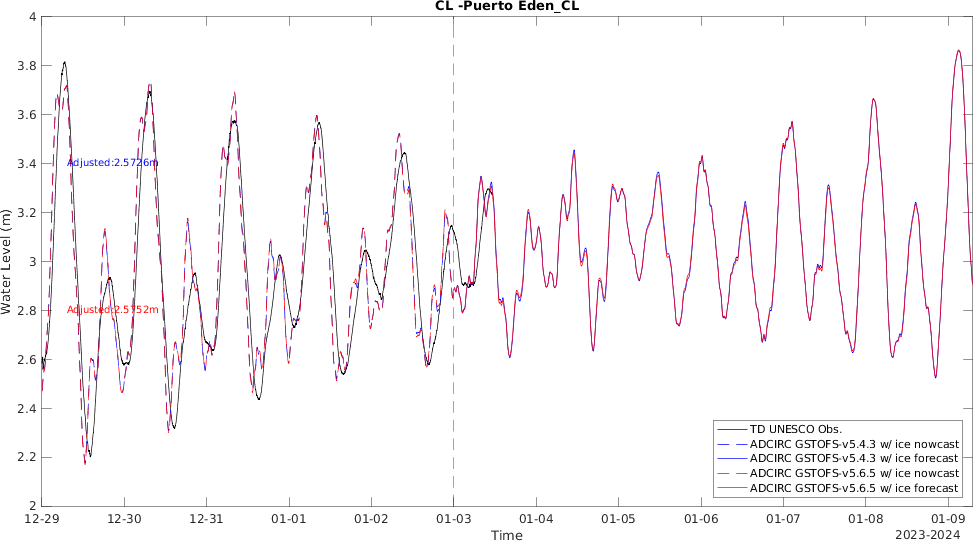 CL -Puerto Eden_CL
Water Level (m)
4
3.8
3.6
3.4
3.2
3
2.8
2.6
2.4
2.2
2
Adjusted:2.5726m
Adjusted:2.5752m
TD UNESCO Obs.
ADCIRC GSTOFS-v5.4.3 w/ ice nowcast
ADCIRC GSTOFS-v5.4.3 w/ ice forecast
ADCIRC GSTOFS-v5.6.5 w/ ice nowcast
ADCIRC GSTOFS-v5.6.5 w/ ice forecast
12-29 12-30 12-31 01-01 01-02 01-03 01-04 01-05 01-06 01-07 01-08 01-09
Time
2023-2024